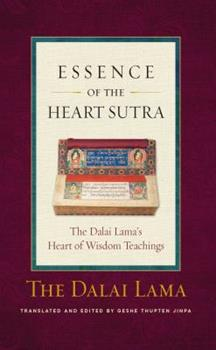 ESSENCE
OF THE
HEART SUTRA
The Dalai Lama's
Heart of Wisdom Teachings
THE DALAI LAMA
TRANSLATED AND EDITED BY GESHE THUPTEN JINPA